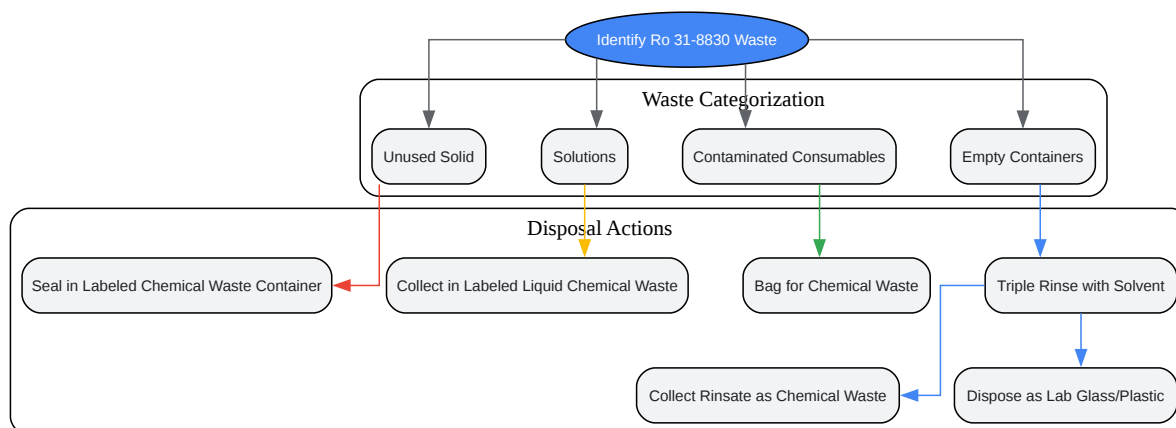 Identify Ro 31-8830 Waste
Waste Categorization
Unused Solid
Solutions
Contaminated Consumables
Empty Containers
Disposal Actions
Seal in Labeled Chemical Waste Container
Collect in Labeled Liquid Chemical Waste
Bag for Chemical Waste
Triple Rinse with Solvent
Collect Rinsate as Chemical Waste
Dispose as Lab Glass/Plastic